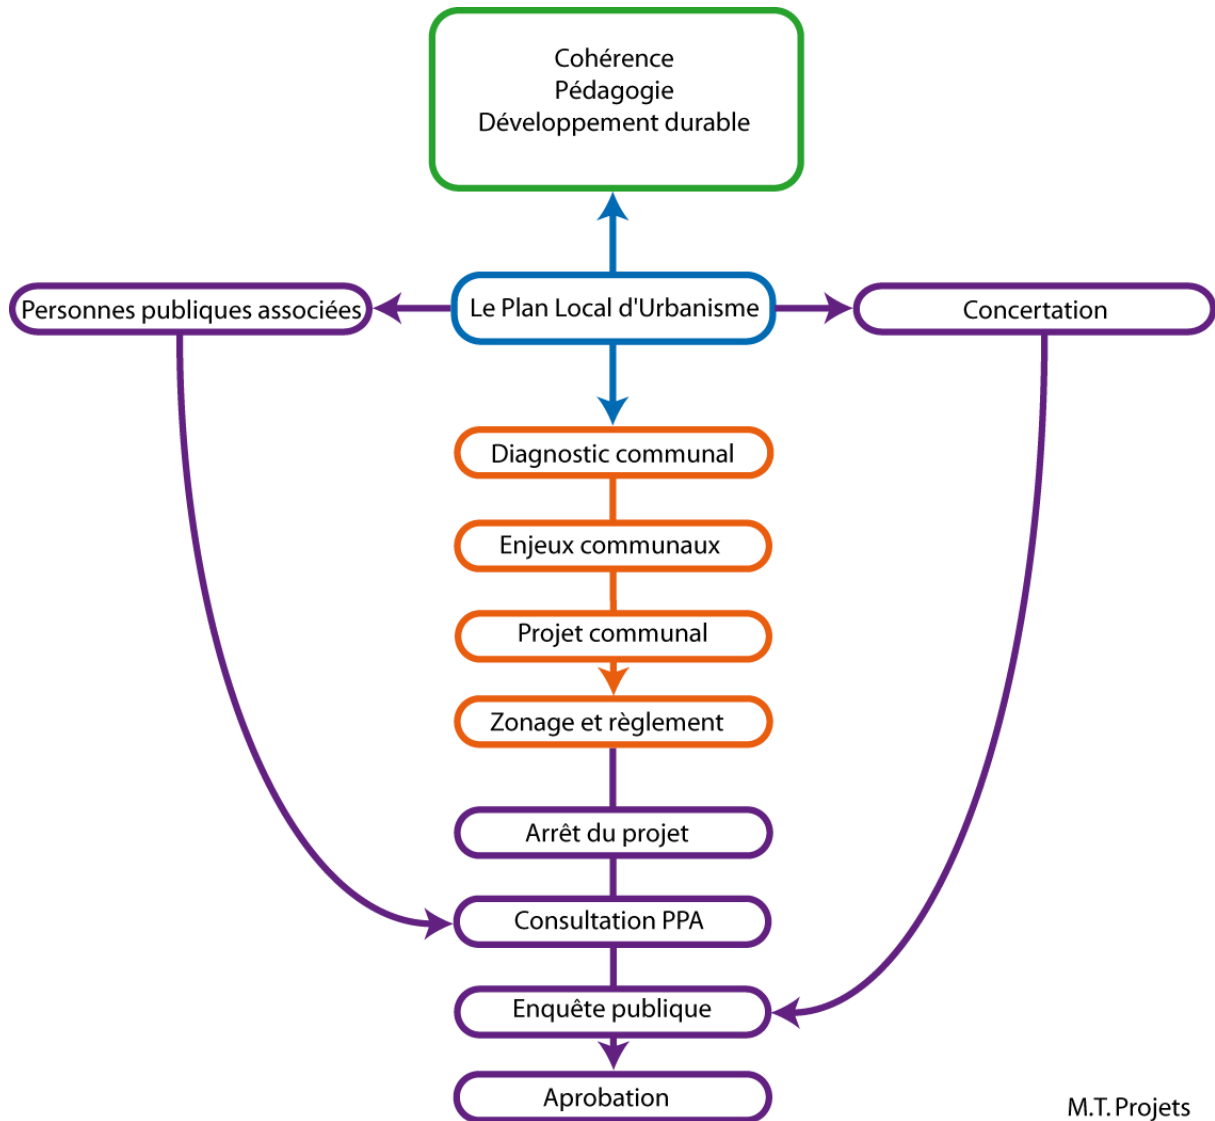 Cohérence
Pédagogie
Développement durable
Personnes publiques associées
Le Plan Local d'Urbanisme
Concertation
Diagnostic communal
Enjeux communaux
Projet communal
Zonage et règlement
Arrêt du projet
Consultation PPA
Enquête publique
Aprobation
M.T. Projets